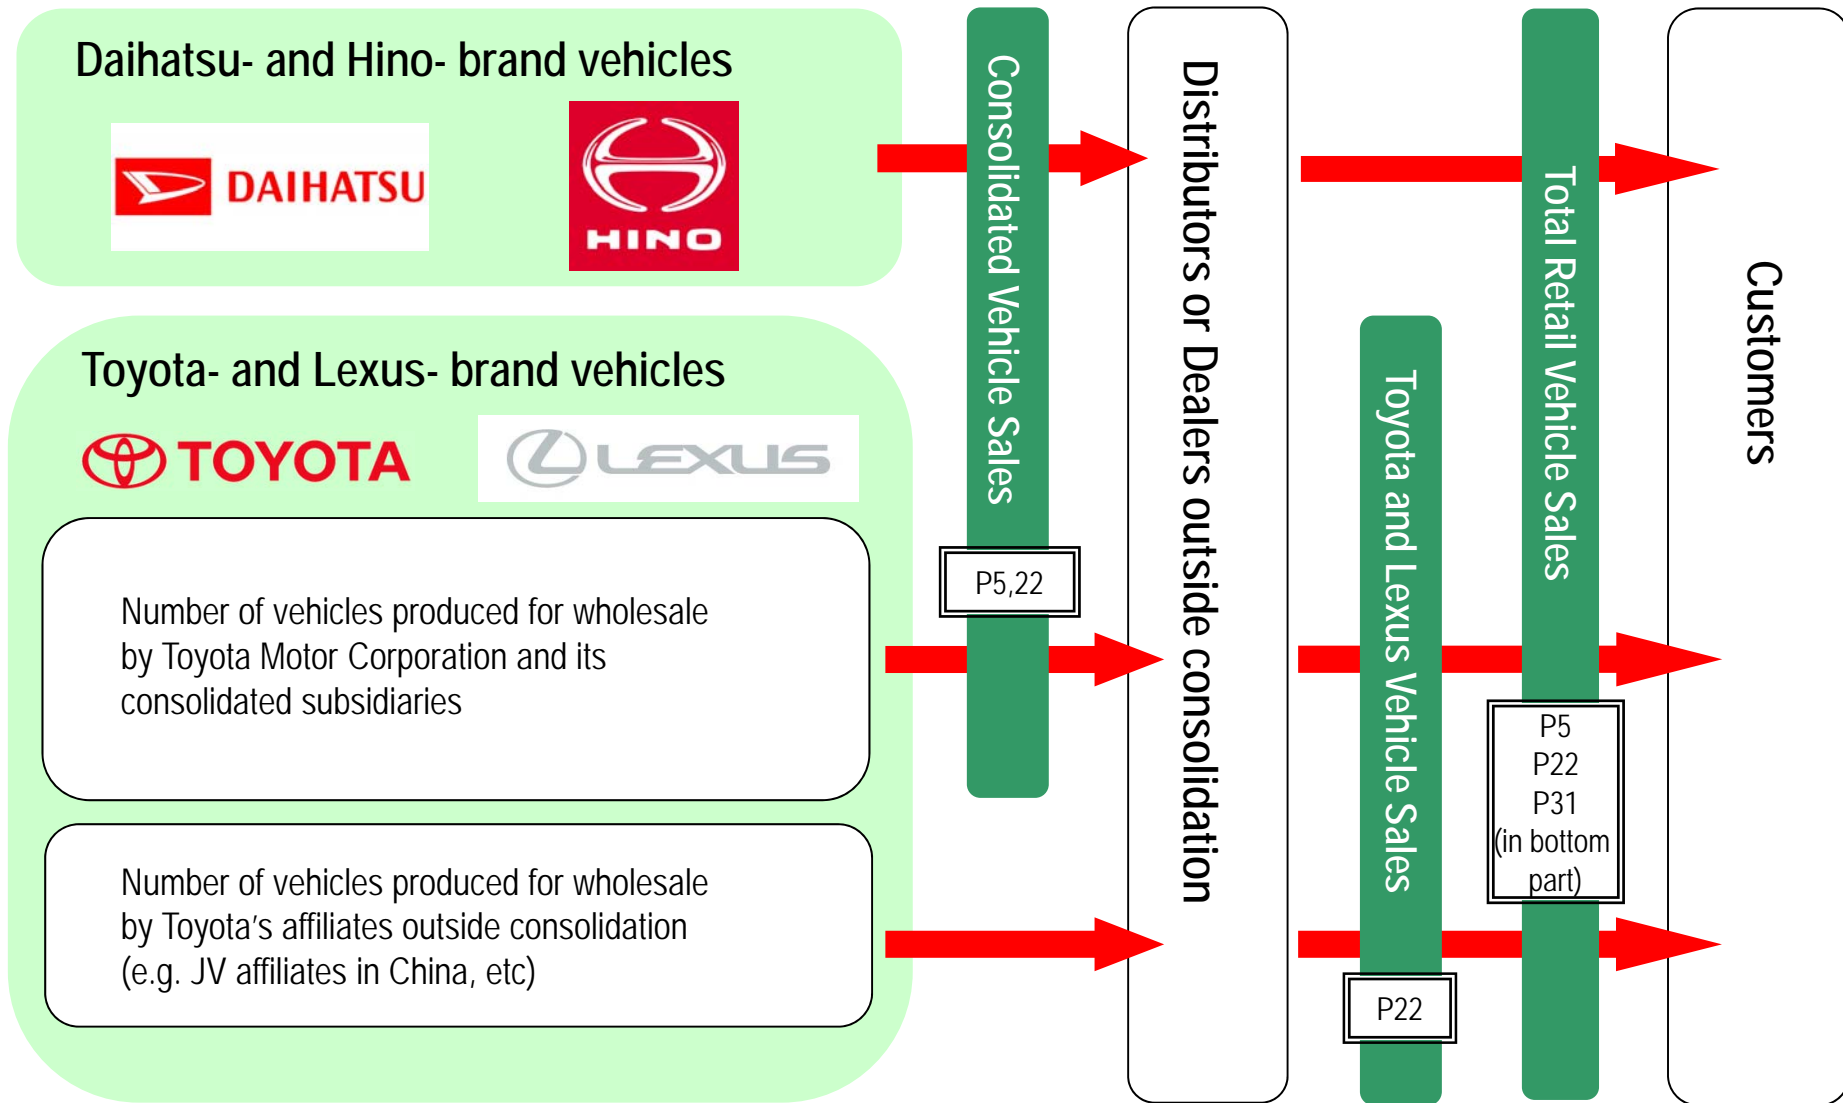 Daihatsu- and Hino- brand vehicles
DAIHATSU
HINO
Toyota- and Lexus- brand vehicles
TOYOTA
LEXUS
Number of vehicles produced for wholesale
by Toyota Motor Corporation and its
consolidated subsidiaries
Number of vehicles produced for wholesale
by Toyota’s affiliates outside consolidation
(e.g. JV affiliates in China, etc)
Consolidated Vehicle Sales
P5,22
Distributors or Dealers outside consolidation
Toyota and Lexus Vehicle Sales
P22
Total Retail Vehicle Sales
P5
P22
P31
(in bottom
part)
Customers